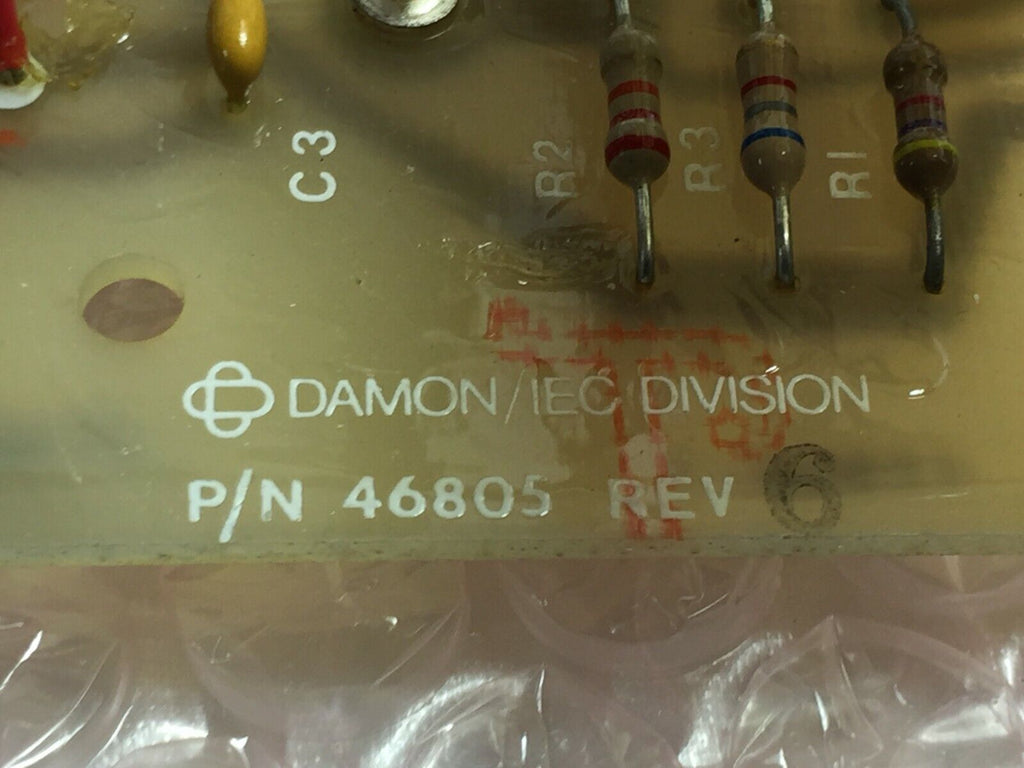 C3
R2
R3
R1
DAMON/IEC DIVISION
P/N 46805 REV 6